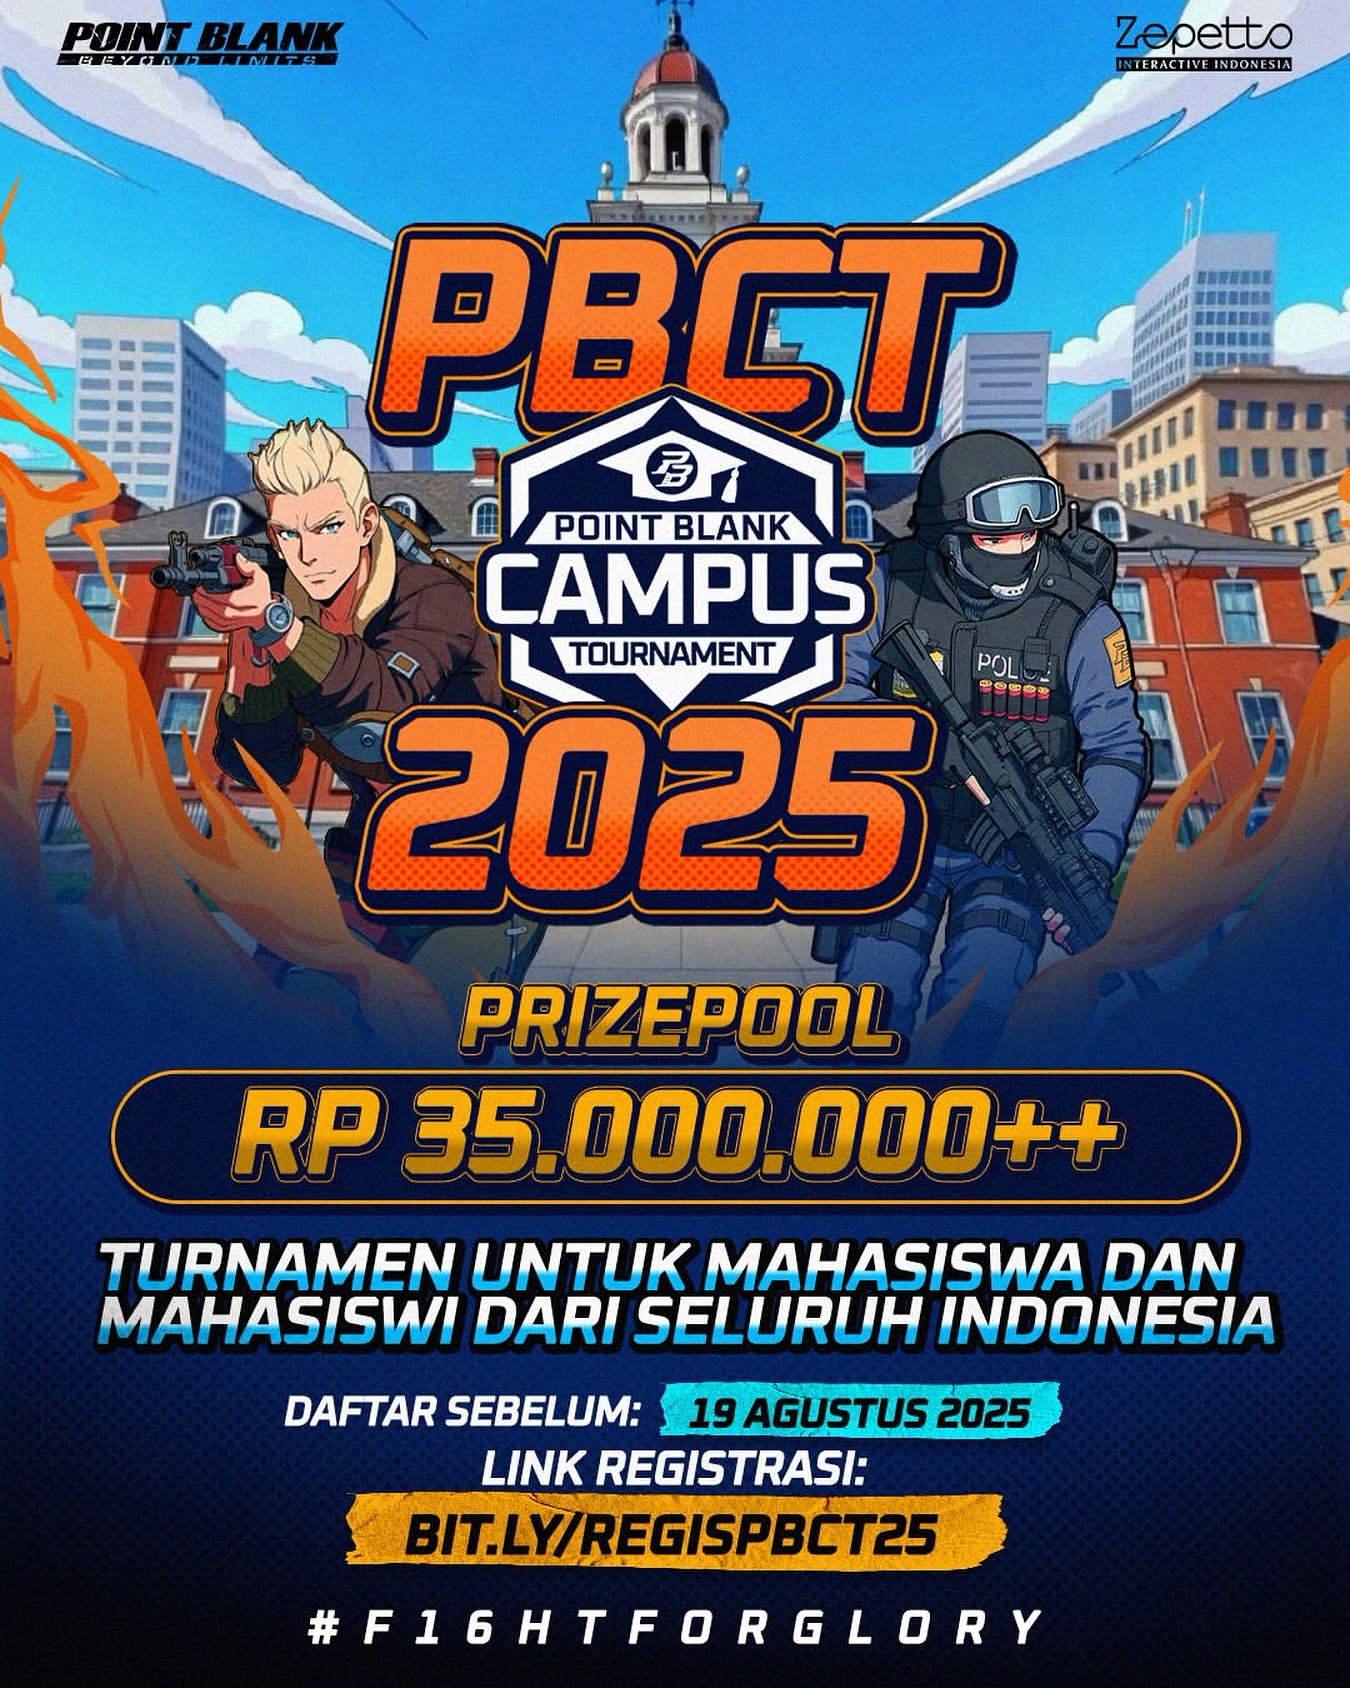 POINT BLANK
BEYOND LIMITS
Zepetto
INTERACTIVE INDONESIA
PBCT
PB
POINT BLANK
CAMPUS
TOURNAMENT
POLICE
2025
PRIZEPOOL
RP 35.000.000++
TURNAMEN UNTUK MAHASISWA DAN
MAHASISWI DARI SELURUH INDONESIA
DAFTAR SEBELUM: 19 AGUSTUS 2025
LINK REGISTRASI:
BIT.LY/REGISPBCT25
#F16HTFORGLORY